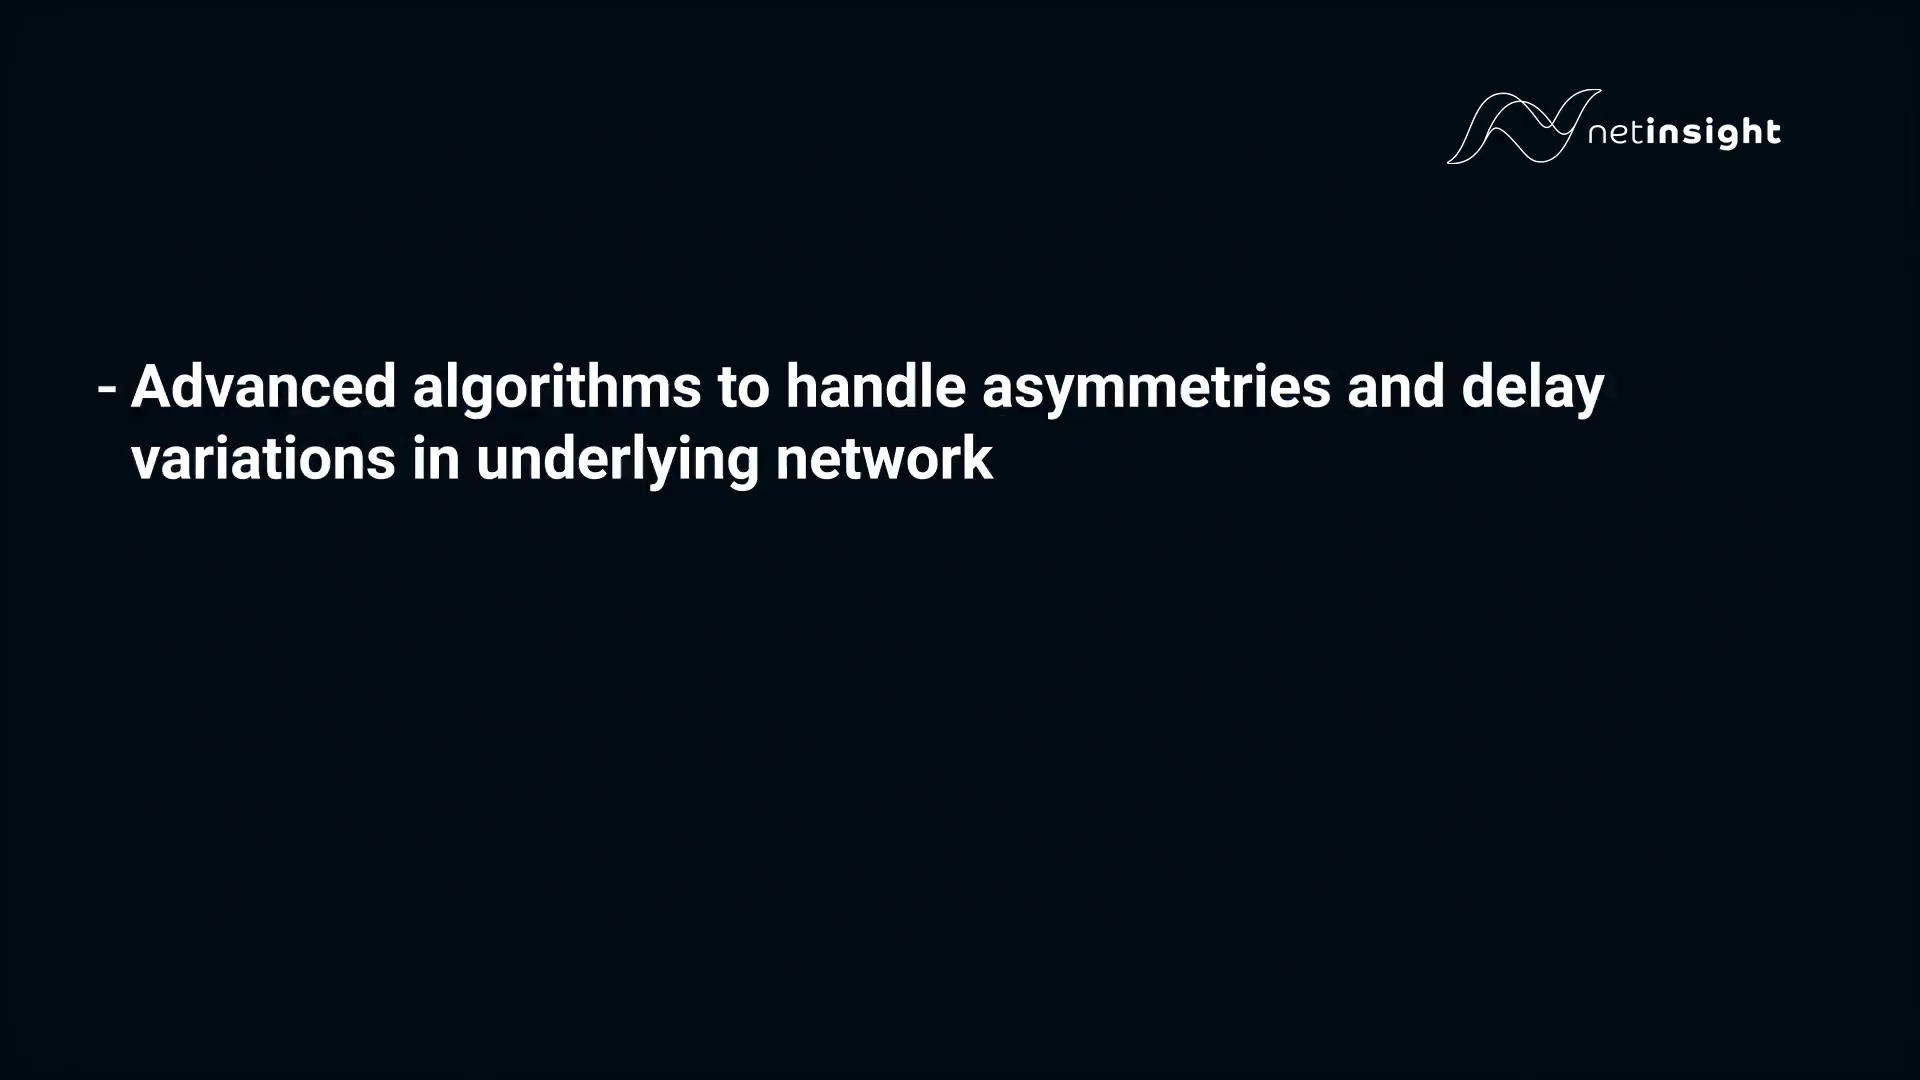 netinsight
- Advanced algorithms to handle asymmetries and delay
variations in underlying network